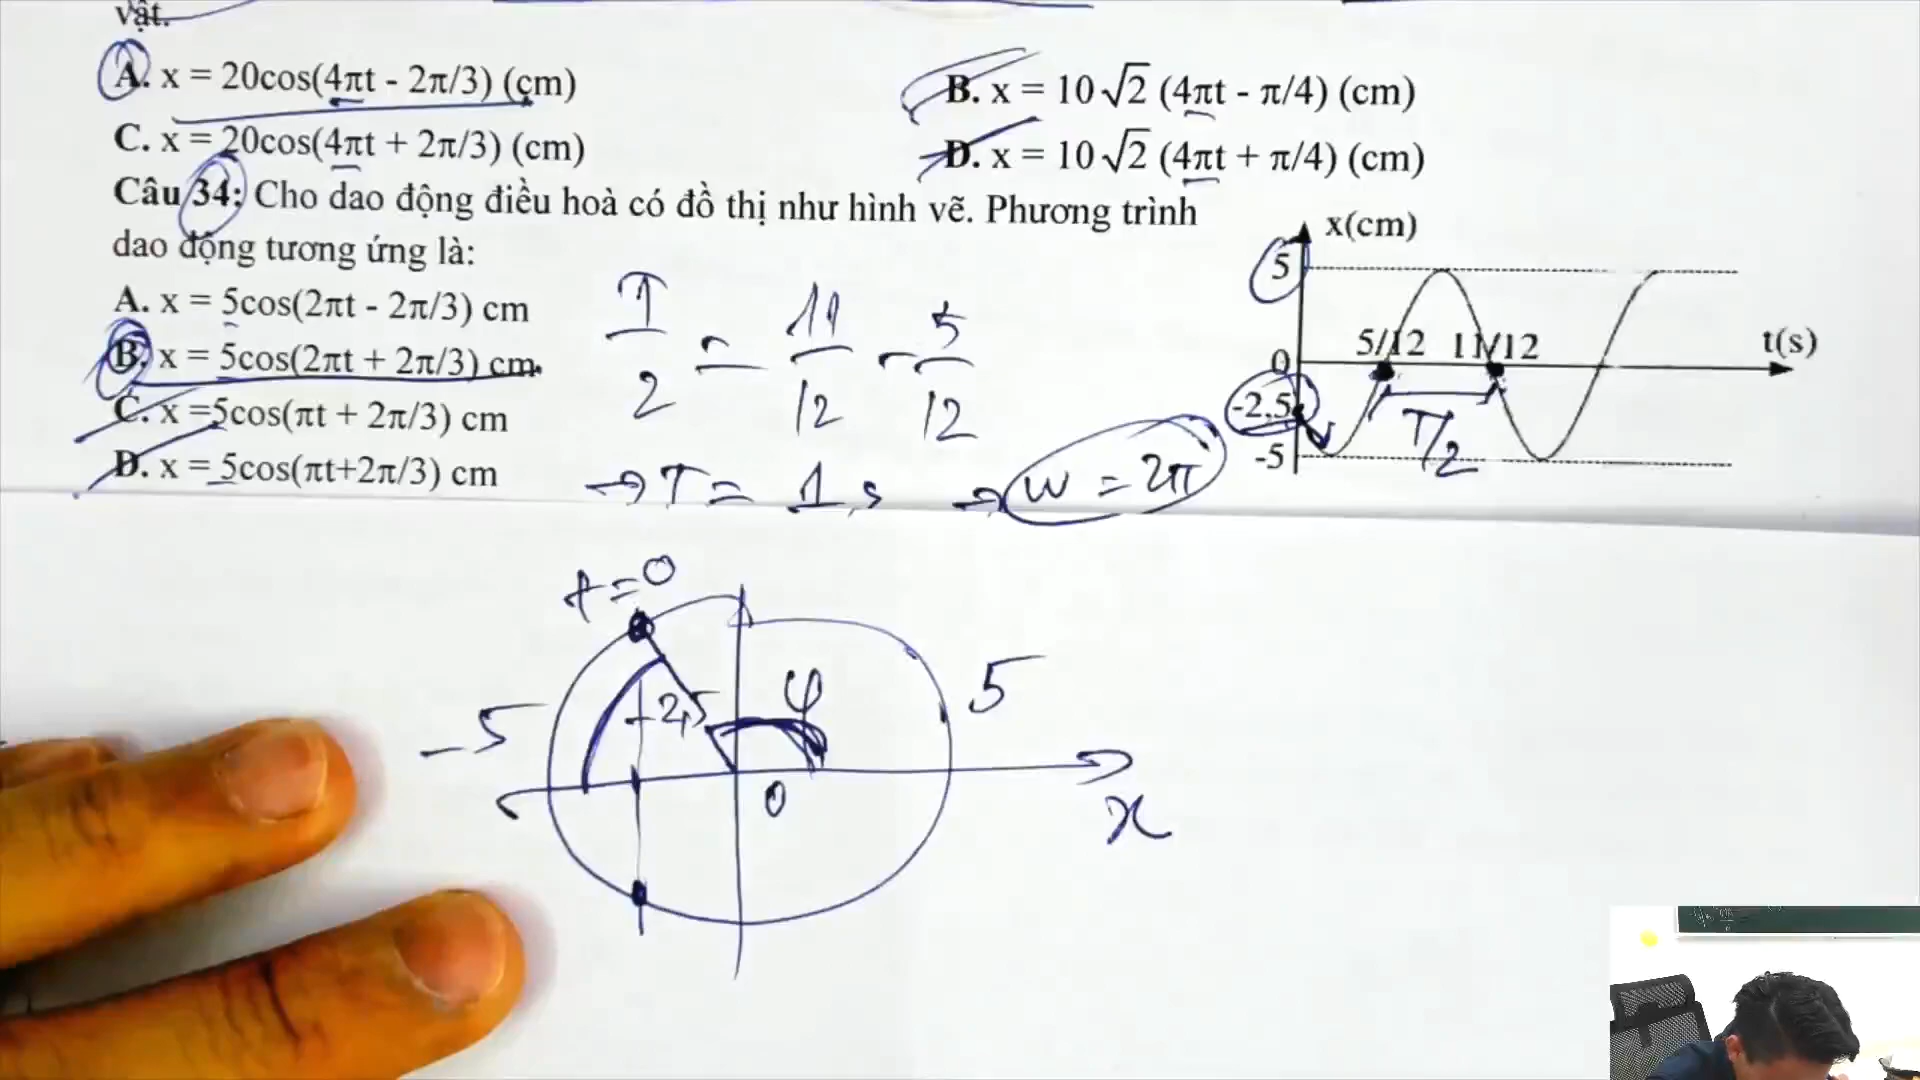 vật.
A. x = 20cos(4πt - 2π/3) (cm)
B. x = 10√2 (4πt - π/4) (cm)
C. x = 20cos(4πt + 2π/3) (cm)
D. x = 10√2 (4πt + π/4) (cm)
Câu 34: Cho dao động điều hoà có đồ thị như hình vẽ. Phương trình
dao động tương ứng là:
A. x = 5cos(2πt - 2π/3) cm
B. x = 5cos(2πt + 2π/3) cm.
C. x =5cos(πt + 2π/3) cm
D. x = 5cos(πt+2π/3) cm
x(cm)
5
5/12 11/12
t(s)
0
-2,5
-5
T/2
T/2 = 11/12 - 5/12
→ T = 1 s → ω = 2π
t = 0
-5
-2,5
φ
5
0
x